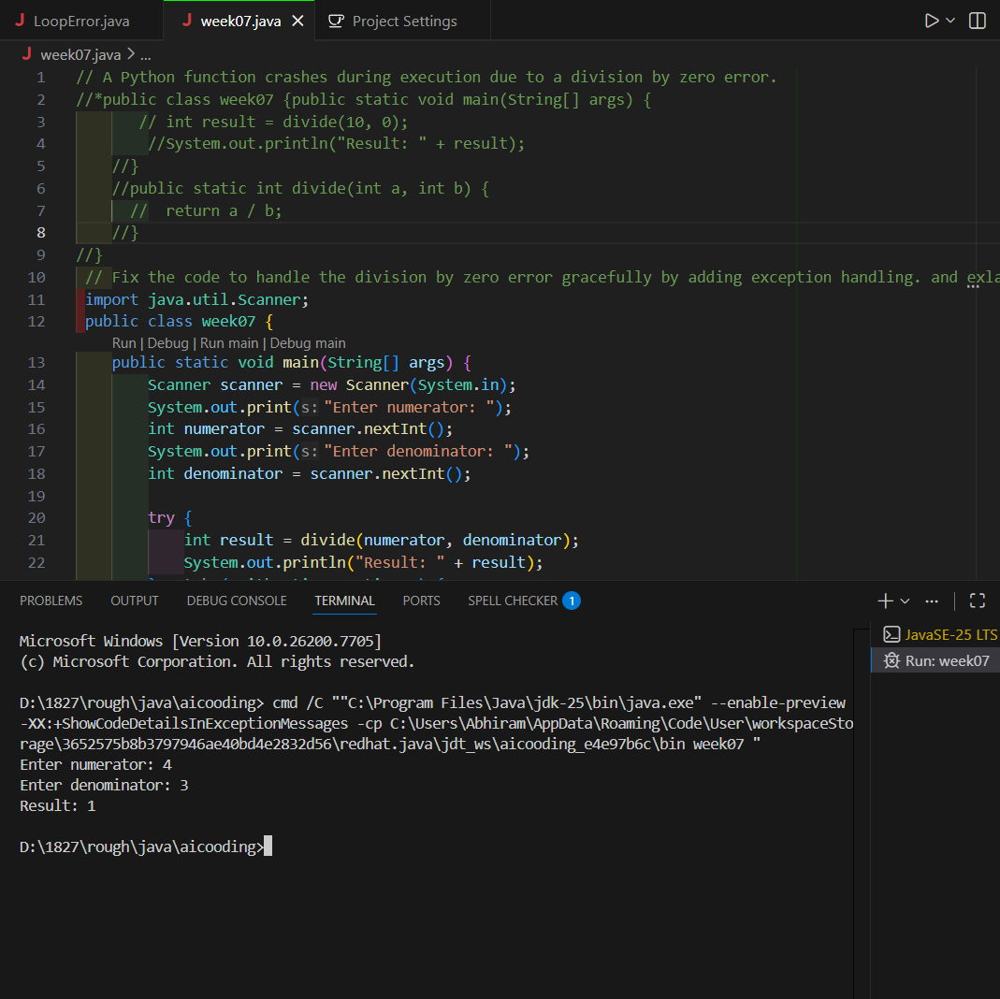 LoopError.java
week07.java
Project Settings
week07.java > ...
1 // A Python function crashes during execution due to a division by zero error.
2 //*public class week07 {public static void main(String[] args) {
3 // int result = divide(10, 0);
4 //System.out.println("Result: " + result);
5 //}
6 //public static int divide(int a, int b) {
7 //  return a / b;
8 //}
9 //}
10 // Fix the code to handle the division by zero error gracefully by adding exception handling. and exla
11 import java.util.Scanner;
12 public class week07 {
Run | Debug | Run main | Debug main
13 public static void main(String[] args) {
14 Scanner scanner = new Scanner(System.in);
15 System.out.print(s: "Enter numerator: ");
16 int numerator = scanner.nextInt();
17 System.out.print(s: "Enter denominator: ");
18 int denominator = scanner.nextInt();
19
20 try {
21 int result = divide(numerator, denominator);
22 System.out.println("Result: " + result);
PROBLEMS OUTPUT DEBUG CONSOLE TERMINAL PORTS SPELL CHECKER 1
JavaSE-25 LTS
Run: week07
Microsoft Windows [Version 10.0.26200.7705]
(c) Microsoft Corporation. All rights reserved.
D:\1827\rough\java\aicooding> cmd /C ""C:\Program Files\Java\jdk-25\bin\java.exe" --enable-preview
-XX:+ShowCodeDetailsInExceptionMessages -cp C:\Users\Abhiram\AppData\Roaming\Code\User\workspaceSto
rage\3652575b8b3797946ae40bd4e2832d56\redhat.java\jdt_ws\aicooding_e4e97b6c\bin week07 "
Enter numerator: 4
Enter denominator: 3
Result: 1
D:\1827\rough\java\aicooding>